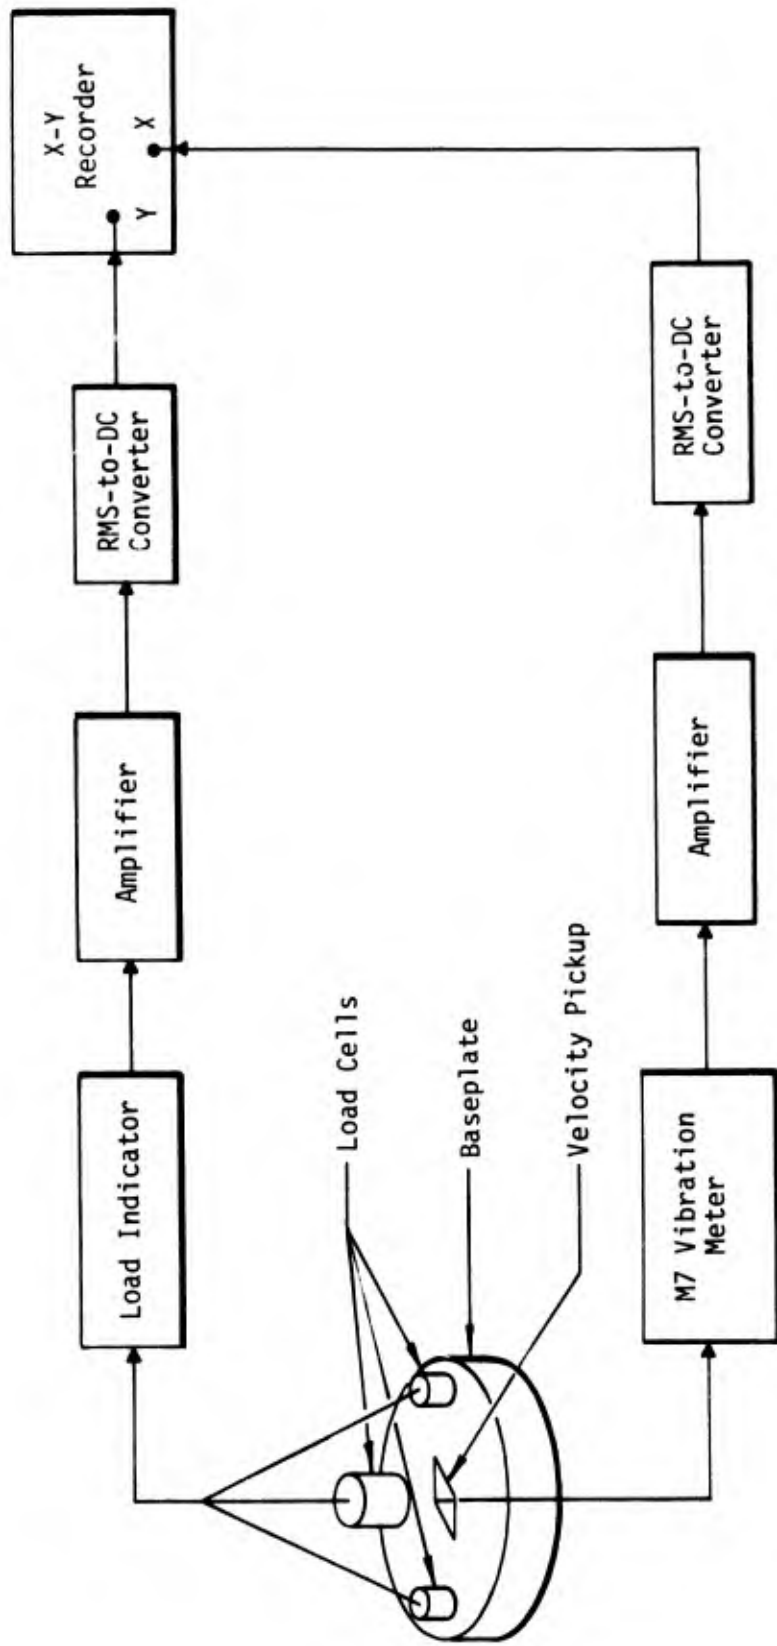 Load Indicator
Amplifier
RMS-to-DC
Converter
X-Y
Recorder
Y
X
Load Cells
Baseplate
Velocity Pickup
M7 Vibration
Meter
Amplifier
RMS-to-DC
Converter